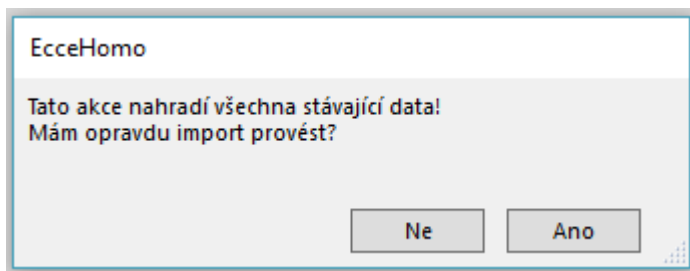 EcceHomo
Tato akce nahradí všechna stávající data!
Mám opravdu import provést?
Ne
Ano